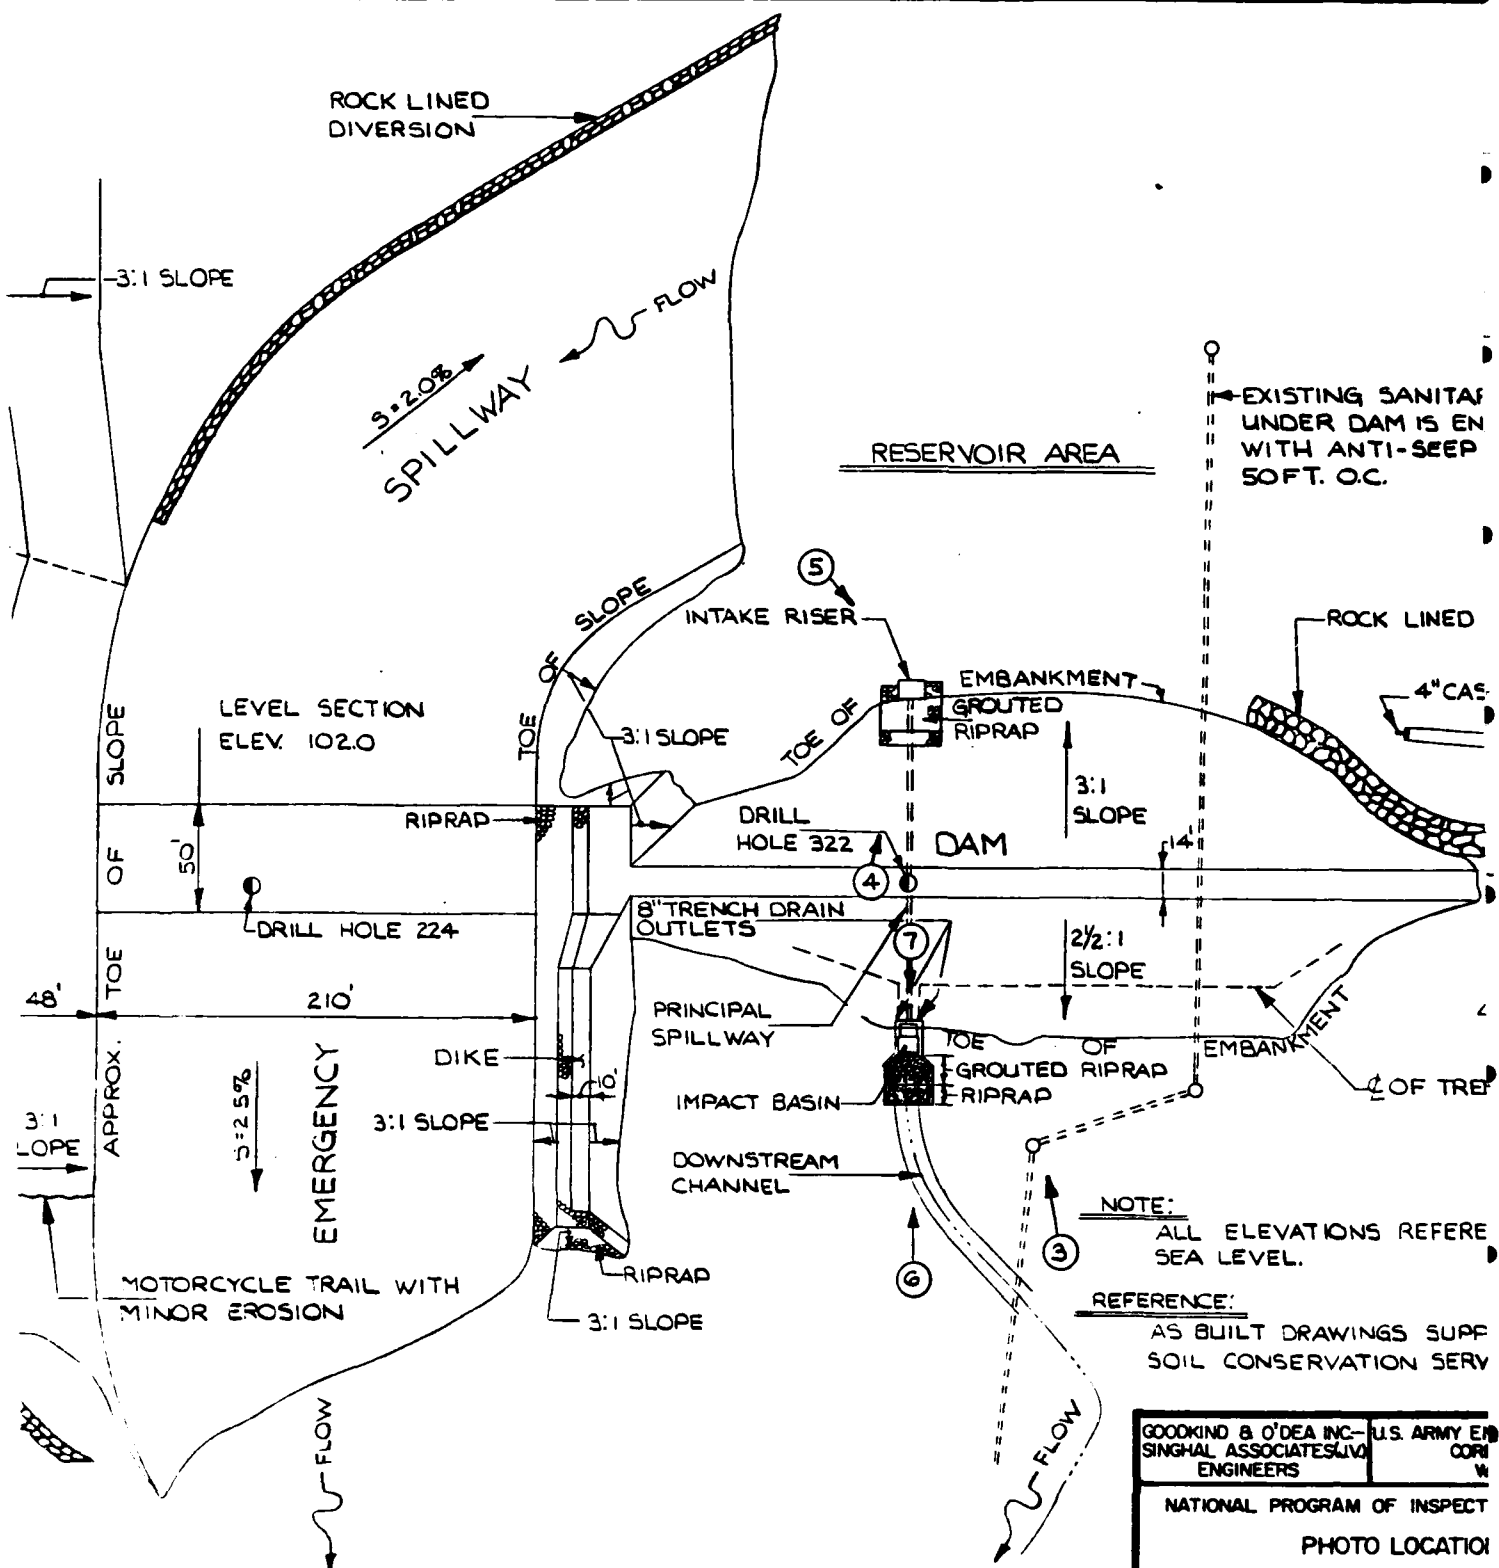 ROCK LINED
DIVERSION
3:1 SLOPE
FLOW
S=2.0%
SPILLWAY
EXISTING SANITAR
UNDER DAM IS EN
WITH ANTI-SEEP
50FT. O.C.
RESERVOIR AREA
5
INTAKE RISER
TOE OF SLOPE
ROCK LINED
TOE OF EMBANKMENT
GROUTED
RIPRAP
4" CAS
LEVEL SECTION
ELEV. 102.0
3:1 SLOPE
3:1
SLOPE
RIPRAP
DRILL
HOLE 322
DAM
14'
50'
4
DRILL HOLE 224
8" TRENCH DRAIN
OUTLETS
7
2½:1
SLOPE
48'
210'
APPROX. TOE OF SLOPE
PRINCIPAL
SPILLWAY
TOE OF EMBANKMENT
DIKE
10'
GROUTED RIPRAP
RIPRAP
IMPACT BASIN
℄ OF TRE
S=2.5%
EMERGENCY
3:1
LOPE
3:1 SLOPE
DOWNSTREAM
CHANNEL
3
6
NOTE:
ALL ELEVATIONS REFERE
SEA LEVEL.
RIPRAP
MOTORCYCLE TRAIL WITH
MINOR EROSION
3:1 SLOPE
REFERENCE:
AS BUILT DRAWINGS SUPP
SOIL CONSERVATION SERV
FLOW
FLOW
GOODKIND & O'DEA INC-
SINGHAL ASSOCIATES(JV)
ENGINEERS
U.S. ARMY EN
COR
W
NATIONAL PROGRAM OF INSPECT
PHOTO LOCATIO